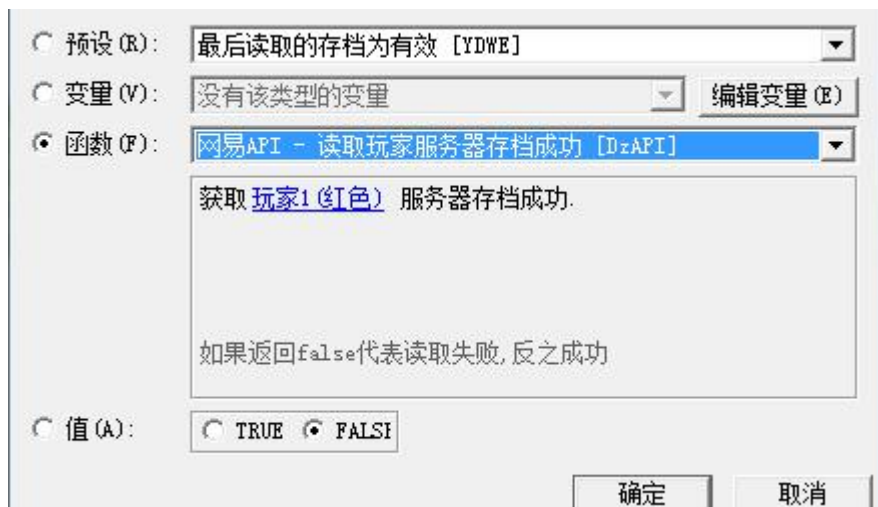 预设(R): 最后读取的存档为有效 [YDWE]
变量(V): 没有该类型的变量 编辑变量(E)
函数(F): 网易API - 读取玩家服务器存档成功 [DzAPI]
获取 玩家1(红色) 服务器存档成功.
如果返回false代表读取失败,反之成功
值(A): TRUE FALSE
确定 取消